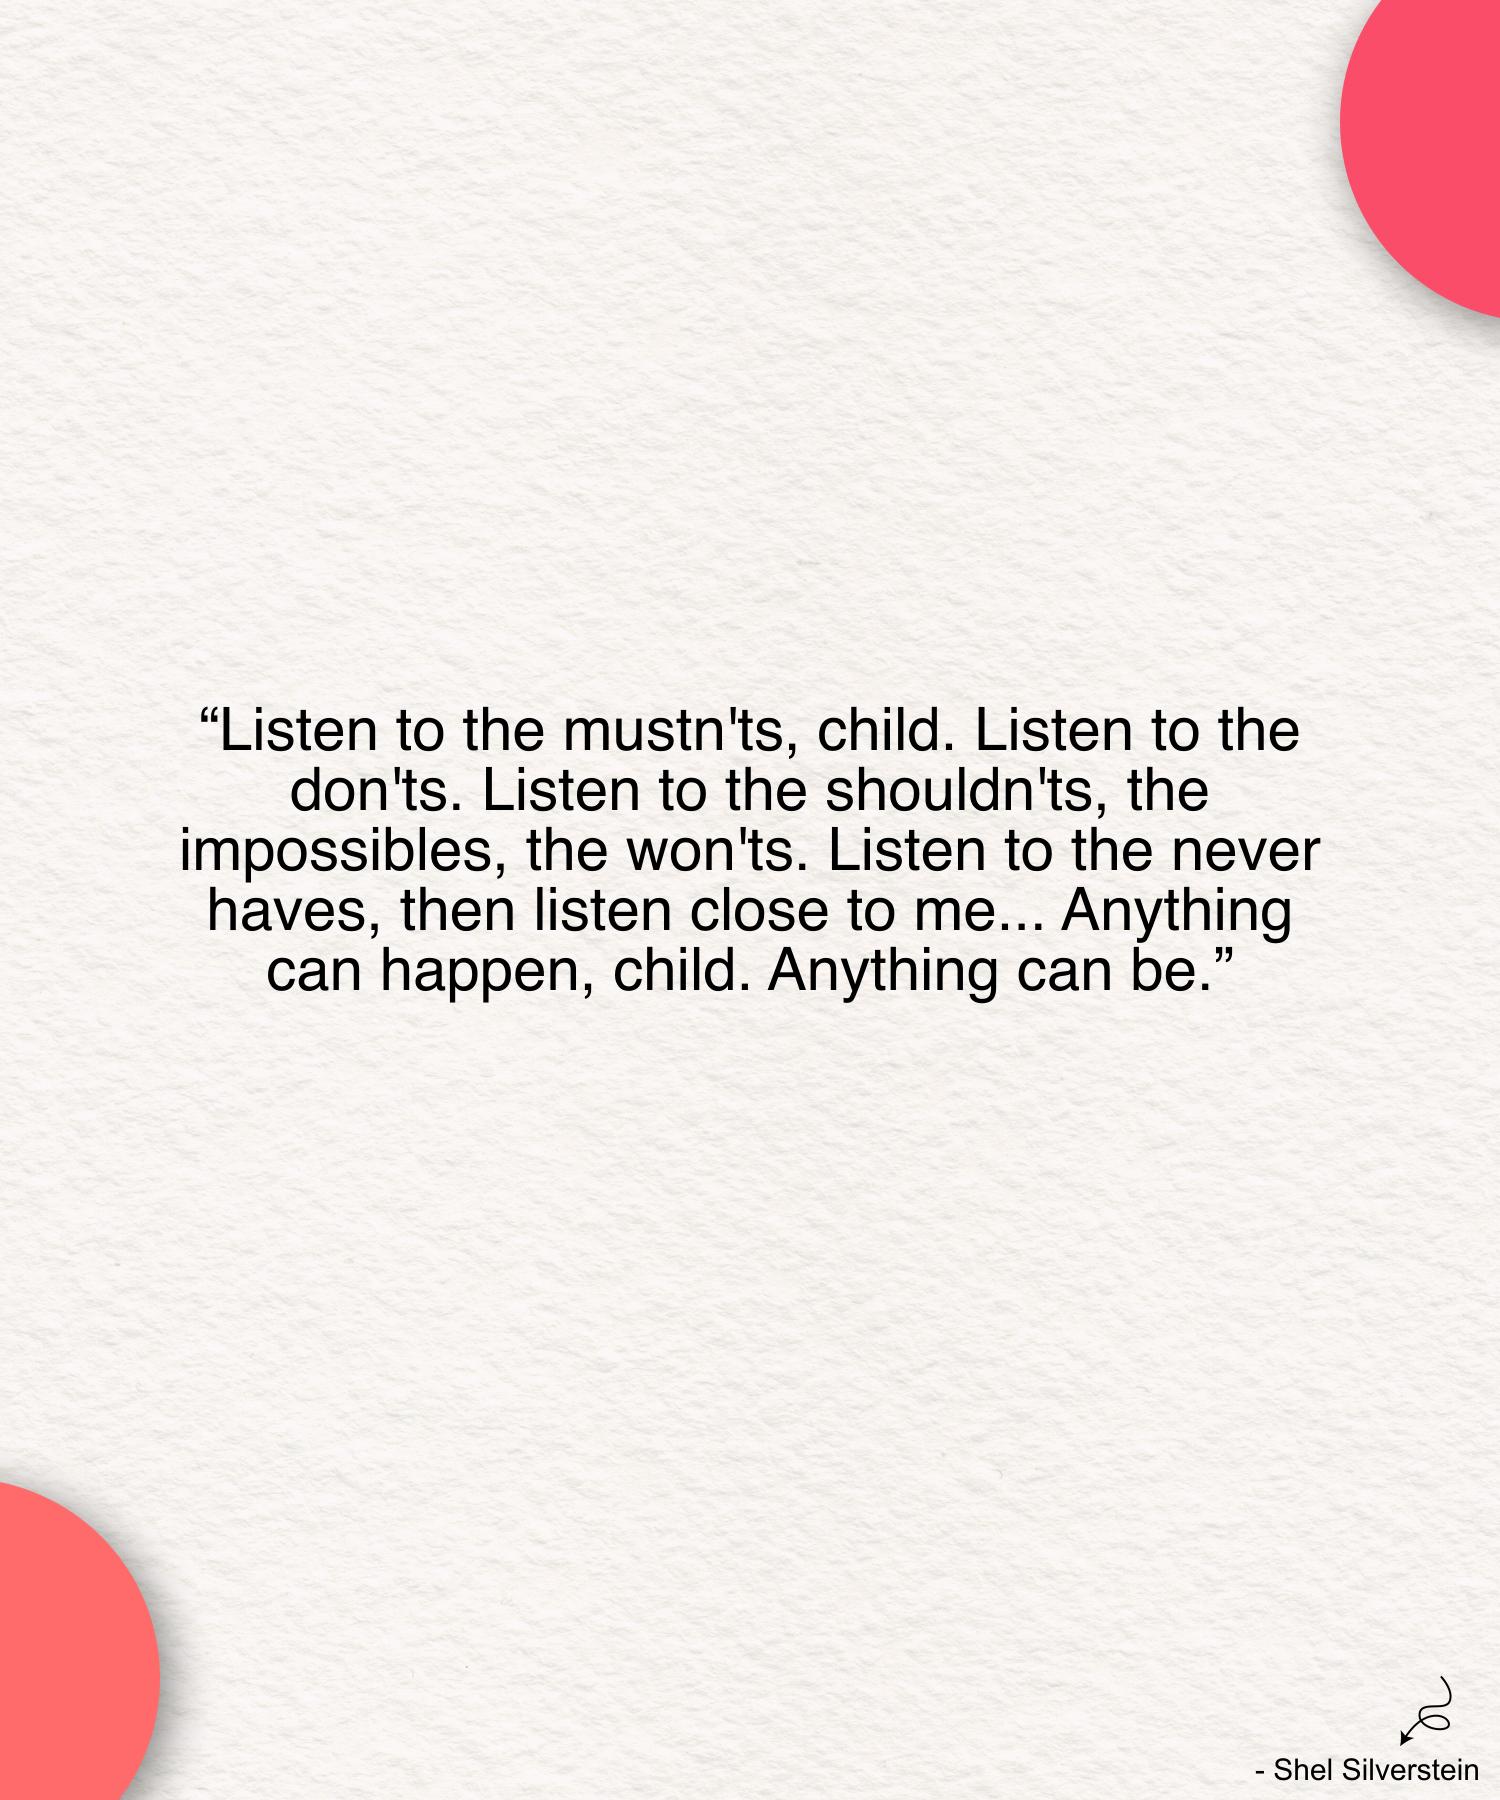 “Listen to the mustn'ts, child. Listen to the
don'ts. Listen to the shouldn'ts, the
impossibles, the won'ts. Listen to the never
haves, then listen close to me... Anything
can happen, child. Anything can be.”
- Shel Silverstein